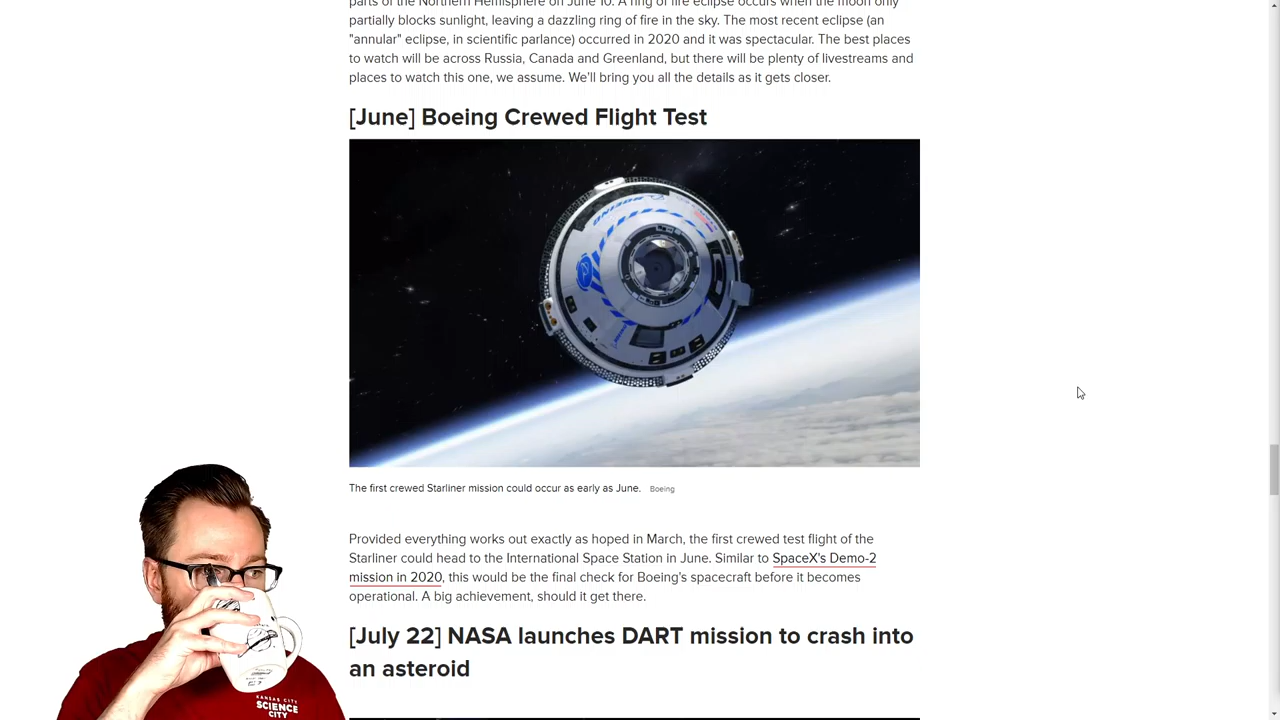 parts of the Northern Hemisphere on June 10. A ring of fire eclipse occurs when the moon only
partially blocks sunlight, leaving a dazzling ring of fire in the sky. The most recent eclipse (an
"annular" eclipse, in scientific parlance) occurred in 2020 and it was spectacular. The best places
to watch will be across Russia, Canada and Greenland, but there will be plenty of livestreams and
places to watch this one, we assume. We'll bring you all the details as it gets closer.
[June] Boeing Crewed Flight Test
BOEING
The first crewed Starliner mission could occur as early as June. Boeing
Provided everything works out exactly as hoped in March, the first crewed test flight of the
Starliner could head to the International Space Station in June. Similar to SpaceX's Demo-2
mission in 2020, this would be the final check for Boeing's spacecraft before it becomes
operational. A big achievement, should it get there.
[July 22] NASA launches DART mission to crash into
an asteroid
KANSAS CITY
SCIENCE
CITY